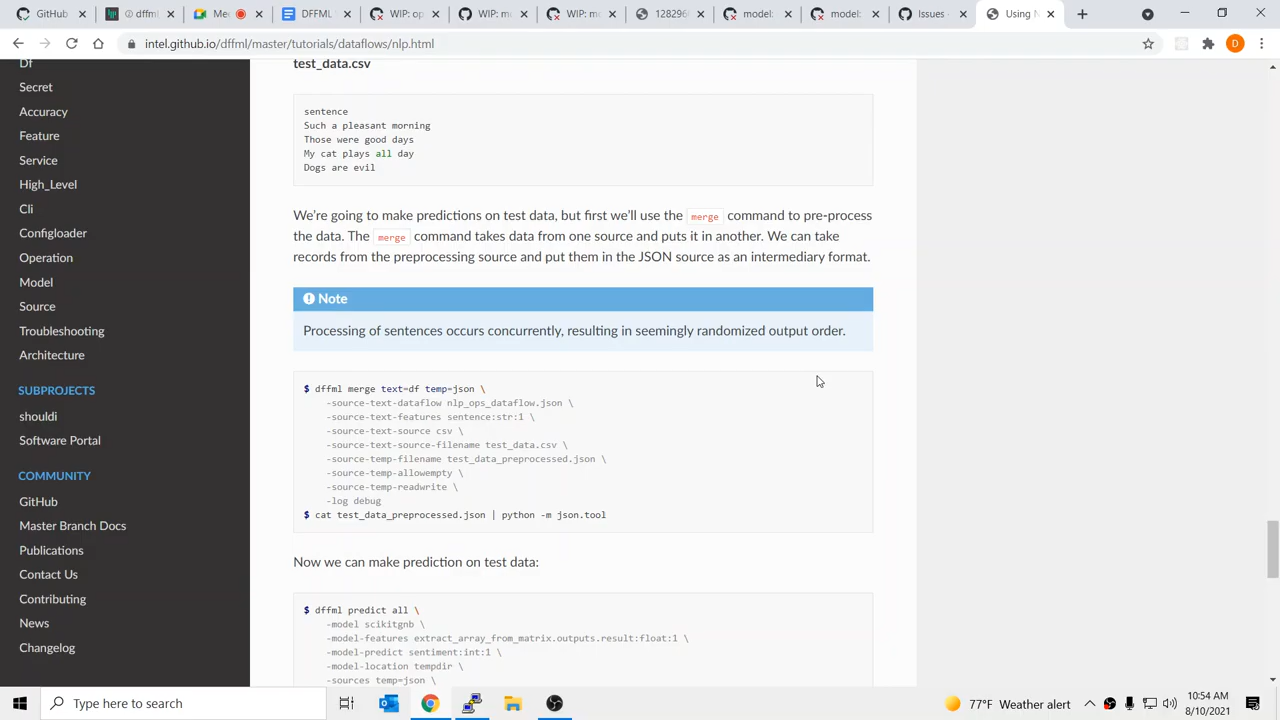 GitHub
DFFML
Meet
DFFML
WIP: op
WIP: mo
WIP: mo
128296
model:
model:
Issues
Using N
intel.github.io/dffml/master/tutorials/dataflows/nlp.html
D
Df
Secret
Accuracy
Feature
Service
High_Level
Cli
Configloader
Operation
Model
Source
Troubleshooting
Architecture
SUBPROJECTS
shouldi
Software Portal
COMMUNITY
GitHub
Master Branch Docs
Publications
Contact Us
Contributing
News
Changelog
test_data.csv
sentence
Such a pleasant morning
Those were good days
My cat plays all day
Dogs are evil
We're going to make predictions on test data, but first we'll use the merge command to pre-process
the data. The merge command takes data from one source and puts it in another. We can take
records from the preprocessing source and put them in the JSON source as an intermediary format.
Note
Processing of sentences occurs concurrently, resulting in seemingly randomized output order.
$ dffml merge text=df temp=json \
-source-text-dataflow nlp_ops_dataflow.json \
-source-text-features sentence:str:1 \
-source-text-source csv \
-source-text-source-filename test_data.csv \
-source-temp-filename test_data_preprocessed.json \
-source-temp-allowempty \
-source-temp-readwrite \
-log debug
$ cat test_data_preprocessed.json | python -m json.tool
Now we can make prediction on test data:
$ dffml predict all \
-model scikitgnb \
-model-features extract_array_from_matrix.outputs.result:float:1 \
-model-predict sentiment:int:1 \
-model-location tempdir \
-sources temp=json \
Type here to search
77°F Weather alert
10:54 AM
8/10/2021